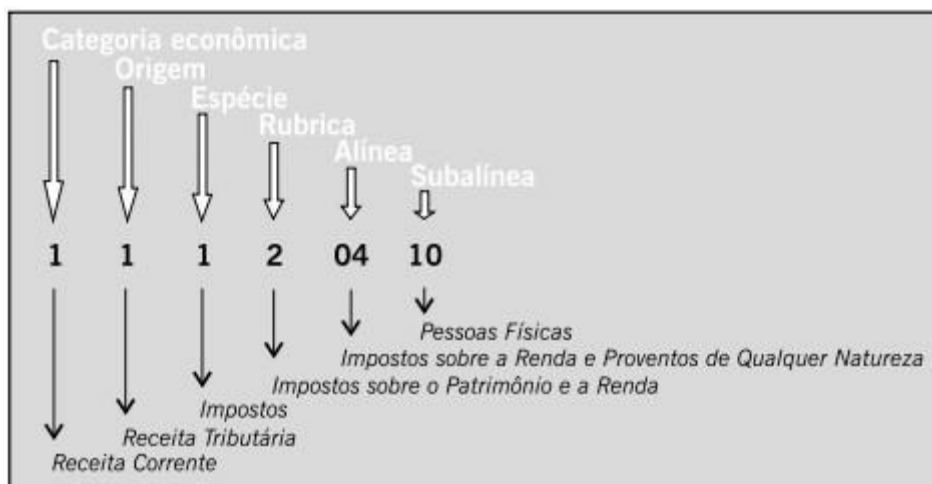 Categoria econômica
Origem
Espécie
Rubrica
Alínea
Subalínea
1 1 1 2 04 10
Pessoas Físicas
Impostos sobre a Renda e Proventos de Qualquer Natureza
Impostos sobre o Patrimônio e a Renda
Impostos
Receita Tributária
Receita Corrente